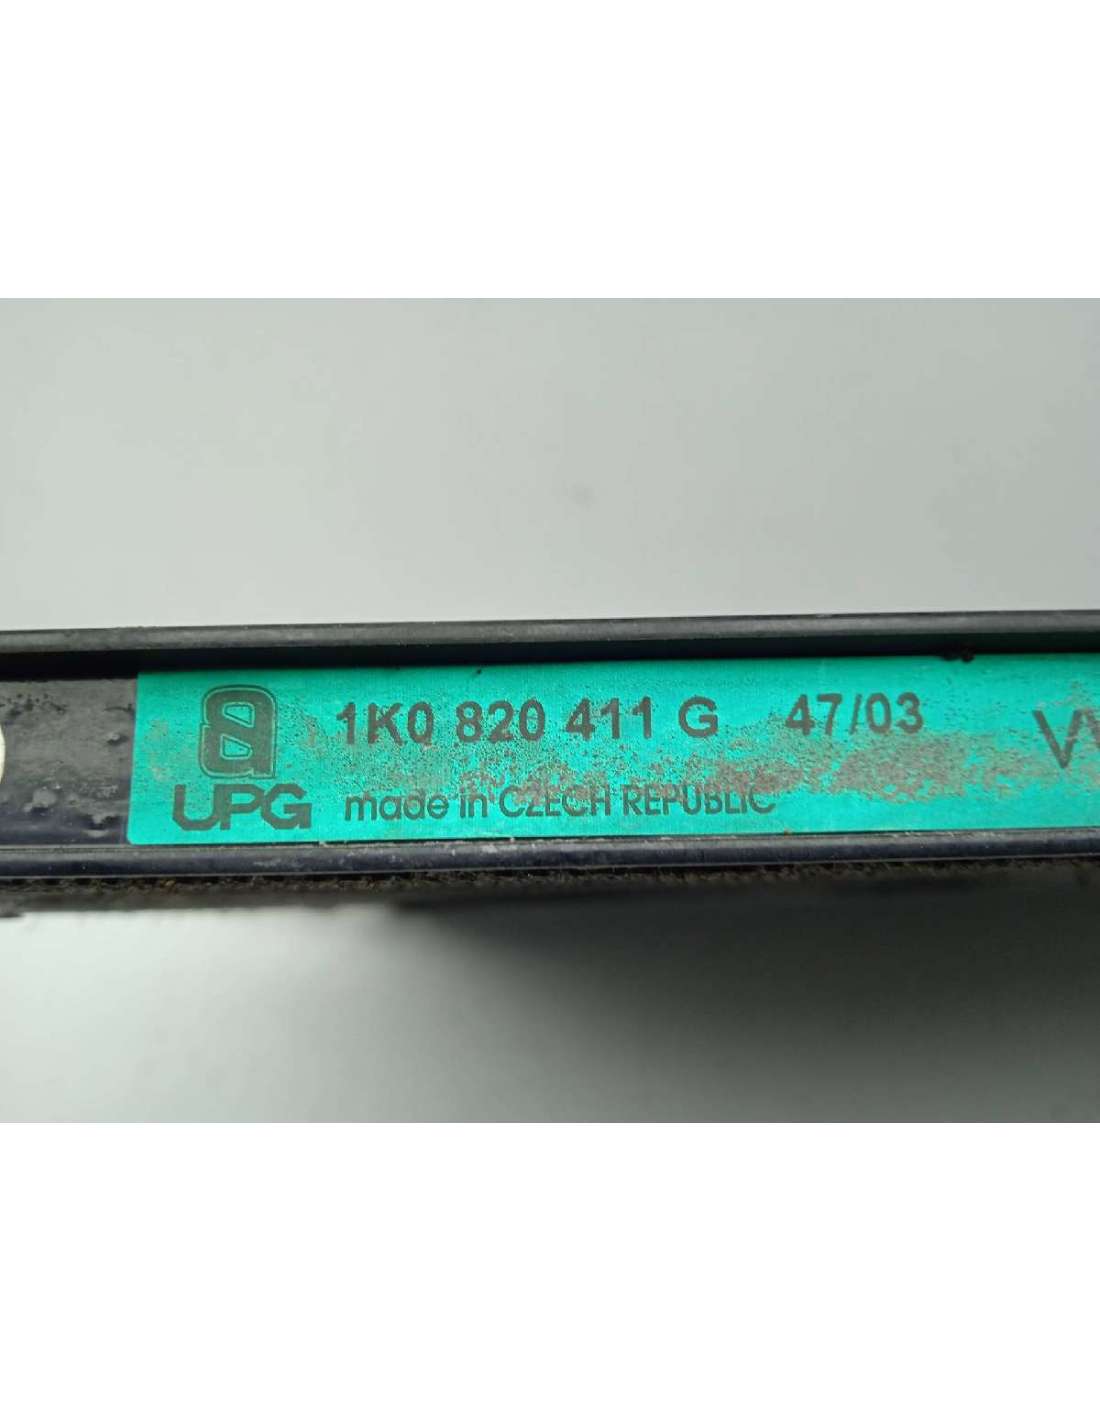 1K0 820 411 G 47/03
UPG made in CZECH REPUBLIC